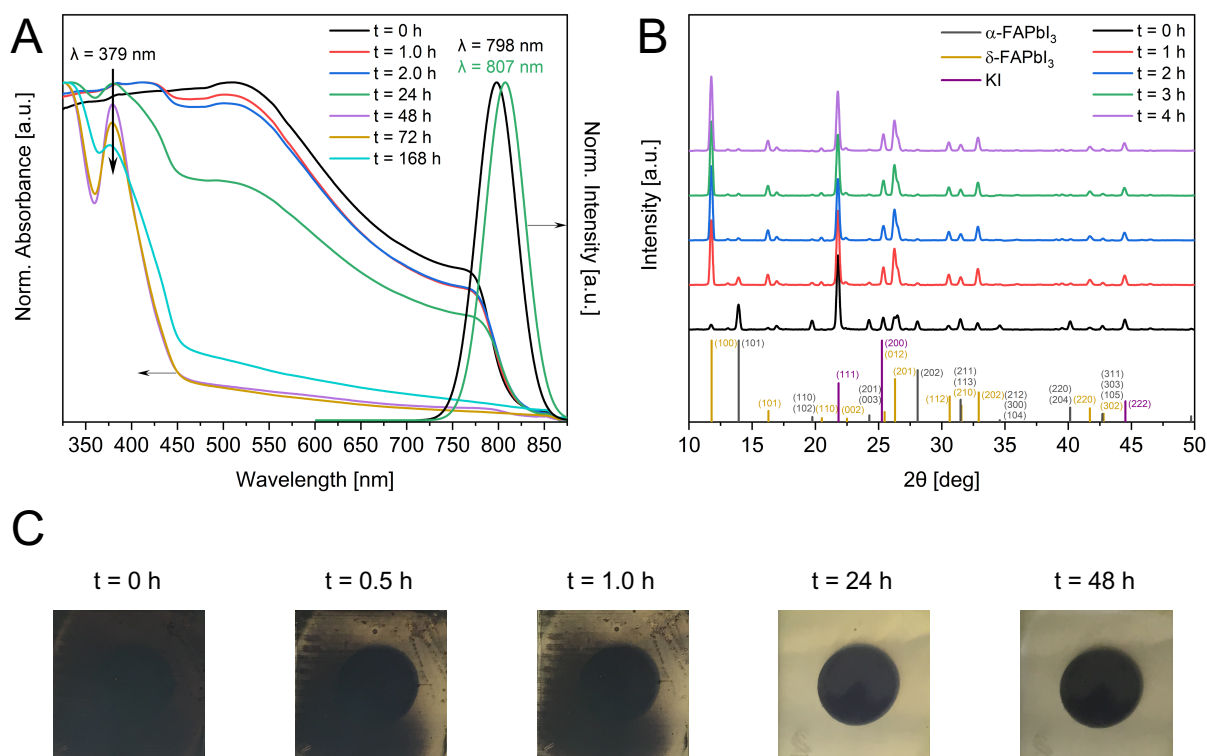 A
λ = 379 nm
t = 0 h
t = 1.0 h
t = 2.0 h
t = 24 h
t = 48 h
t = 72 h
t = 168 h
λ = 798 nm
λ = 807 nm
Norm. Absorbance [a.u.]
Norm. Intensity [a.u.]
350 400 450 500 550 600 650 700 750 800 850
Wavelength [nm]
B
α-FAPbI3
δ-FAPbI3
KI
t = 0 h
t = 1 h
t = 2 h
t = 3 h
t = 4 h
Intensity [a.u.]
(100)
(101)
(101)
(110)
(102)
(110)
(111)
(002)
(201)
(003)
(200)
(012)
(201)
(202)
(112)
(211)
(113)
(210)
(202)
(212)
(300)
(104)
(220)
(204)
(220)
(311)
(303)
(105)
(302)
(222)
10 15 20 25 30 35 40 45 50
2θ [deg]
C
t = 0 h
t = 0.5 h
t = 1.0 h
t = 24 h
t = 48 h